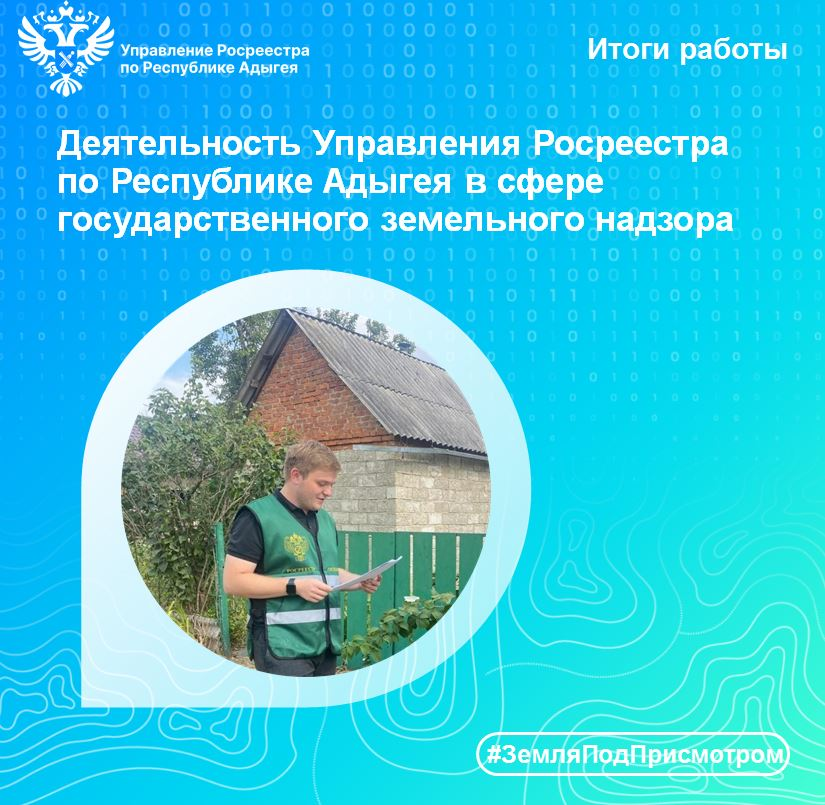 Управление Росреестра
по Республике Адыгея
Итоги работы
Деятельность Управления Росреестра
по Республике Адыгея в сфере
государственного земельного надзора
#ЗемляПодПрисмотром